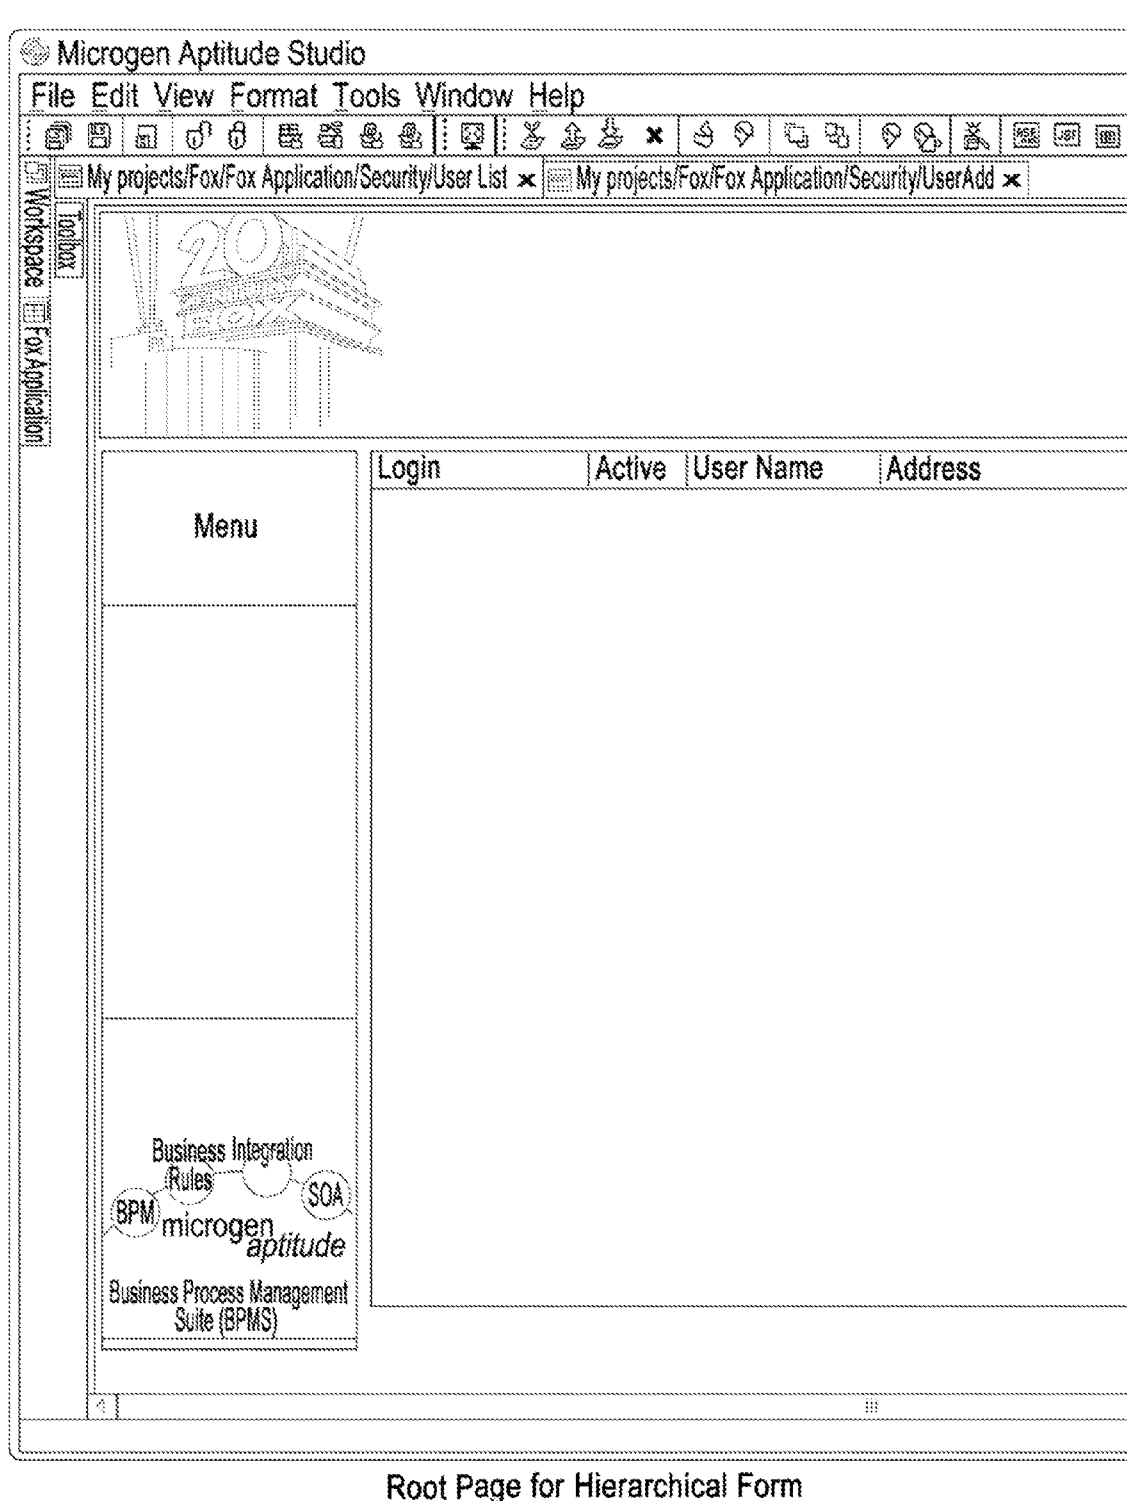 Microgen Aptitude Studio
File Edit View Format Tools Window Help
My projects/Fox/Fox Application/Security/User List
My projects/Fox/Fox Application/Security/UserAdd
Workspace
Fox Application
Toolbox
20
FOX
Login Active User Name Address
Menu
Business Integration
Rules
SOA
BPM
microgen
aptitude
Business Process Management
Suite (BPMS)
Root Page for Hierarchical Form